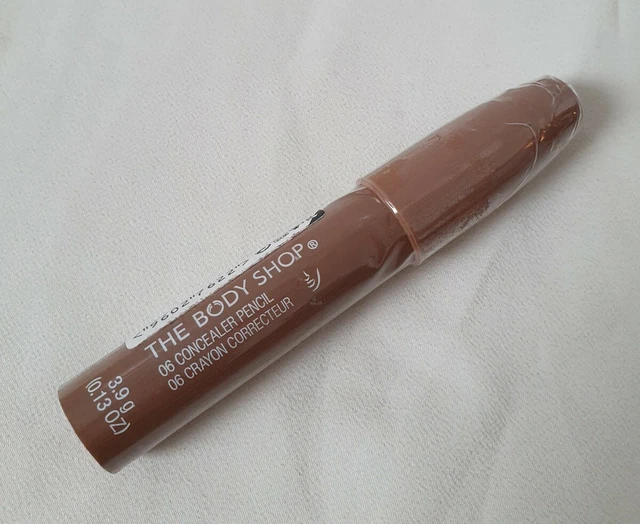 THE BODY SHOP®
06 CONCEALER PENCIL
06 CRAYON CORRECTEUR
3.9 g
(0.13 OZ)